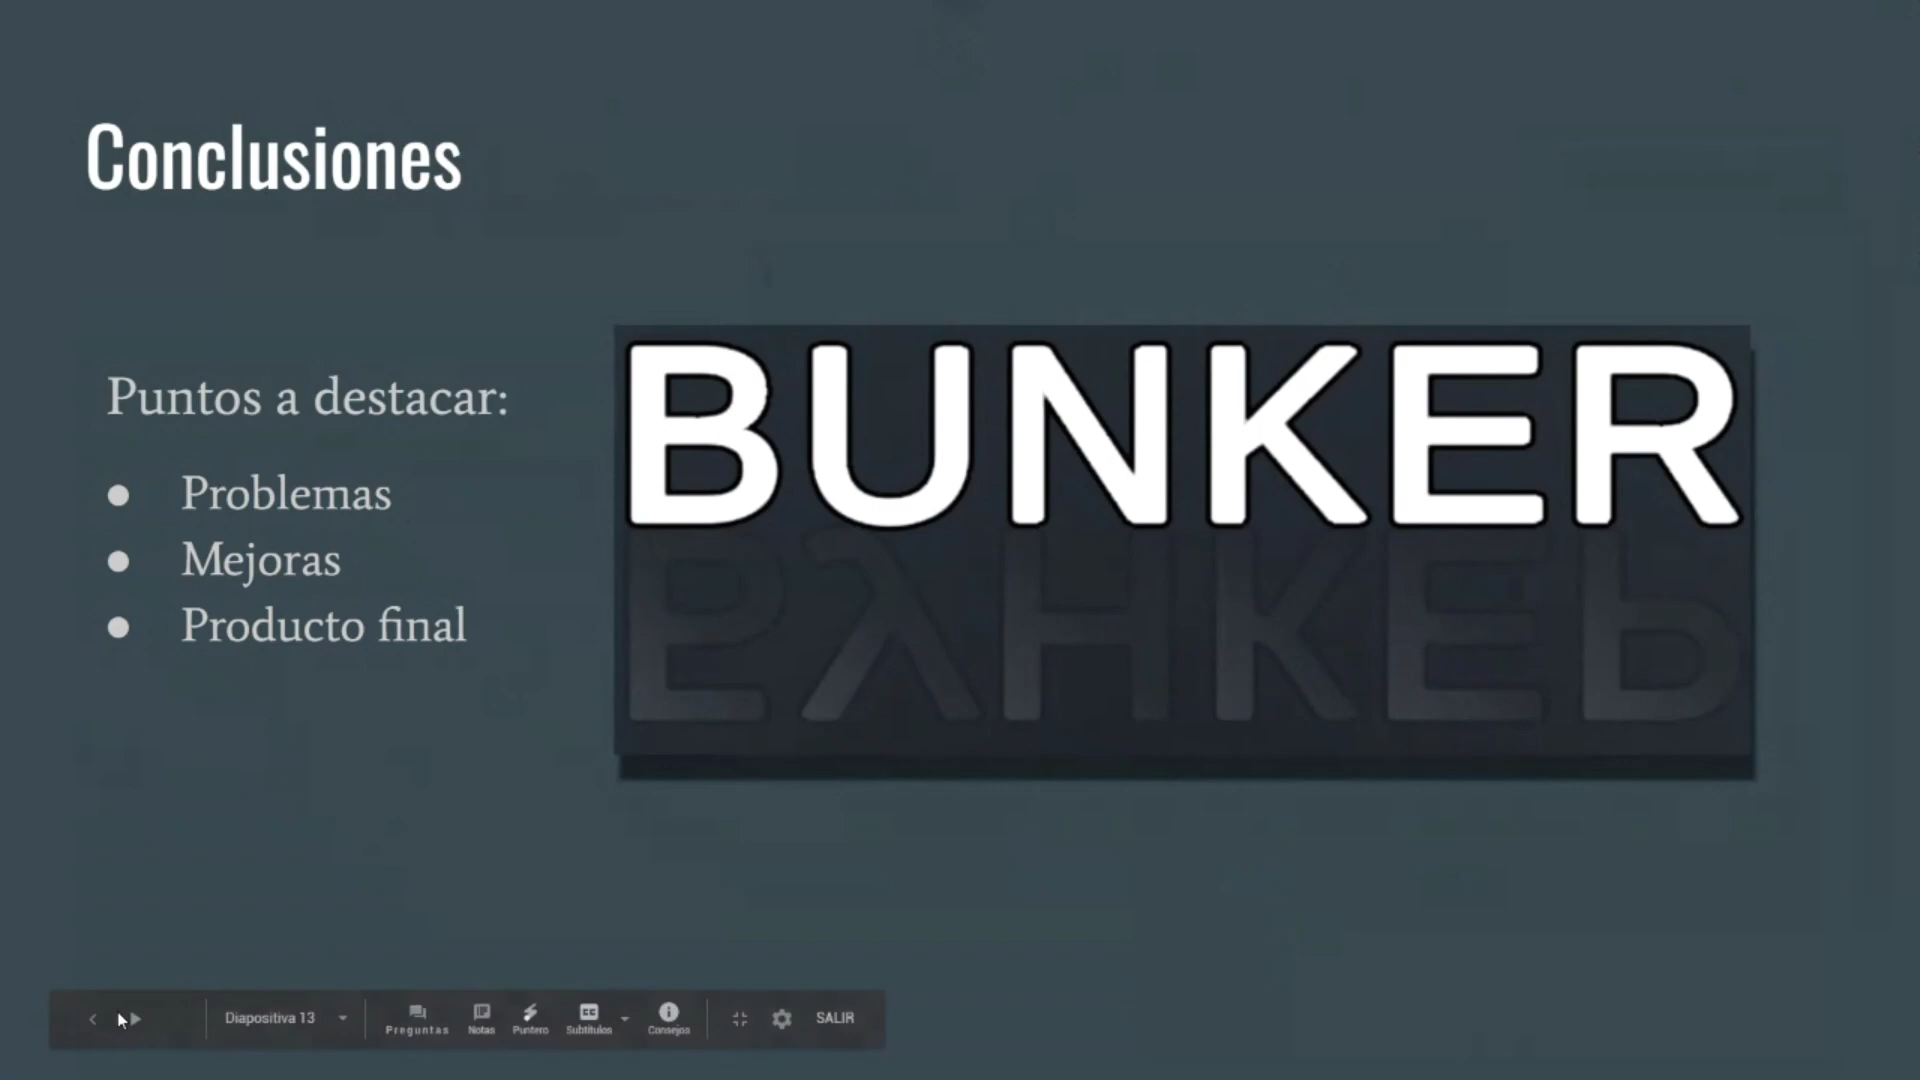 Conclusiones
Puntos a destacar:
● Problemas
● Mejoras
● Producto final
BUNKER
Diapositiva 13
Preguntas
Notas
Puntero
Subtítulos
Consejos
SALIR